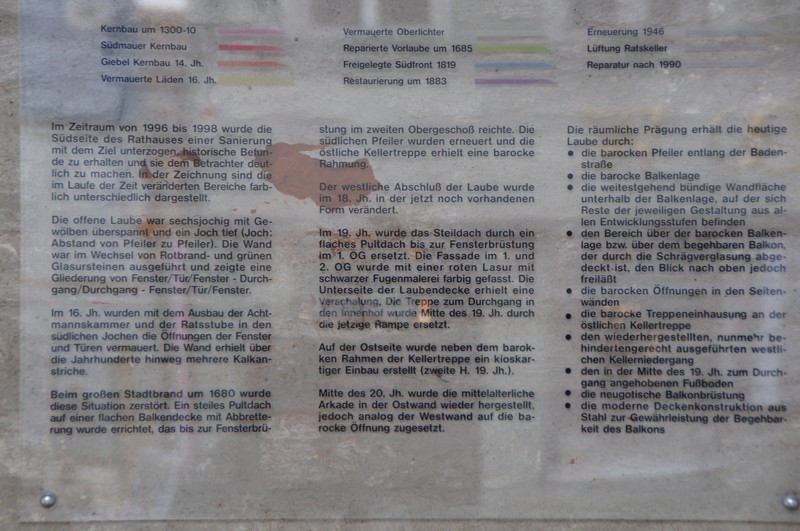 Kernbau um 1300-10
Südmauer Kernbau
Giebel Kernbau 14. Jh.
Vermauerte Läden 16. Jh.
Vermauerte Oberlichter
Reparierte Vorlaube um 1685
Freigelegte Südfront 1819
Restaurierung um 1883
Erneuerung 1946
Lüftung Ratskeller
Reparatur nach 1990
Im Zeitraum von 1996 bis 1998 wurde die
Südseite des Rathauses einer Sanierung
mit dem Ziel unterzogen, historische Befun-
de zu erhalten und sie dem Betrachter deut-
lich zu machen. In der Zeichnung sind die
im Laufe der Zeit veränderten Bereiche farb-
lich unterschiedlich dargestellt.
Die offene Laube war sechsjochig mit Ge-
wölben überspannt und ein Joch tief (Joch:
Abstand von Pfeiler zu Pfeiler). Die Wand
war im Wechsel von Rotbrand- und grünen
Glasursteinen ausgeführt und zeigte eine
Gliederung von Fenster/Tür/Fenster - Durch-
gang/Durchgang - Fenster/Tür/Fenster.
Im 16. Jh. wurden mit dem Ausbau der Acht-
mannskammer und der Ratsstube in den
südlichen Jochen die Öffnungen der Fenster
und Türen vermauert. Die Wand erhielt über
die Jahrhunderte hinweg mehrere Kalkan-
striche.
Beim großen Stadtbrand um 1680 wurde
diese Situation zerstört. Ein steiles Pultdach
auf einer flachen Balkendecke mit Abbrette-
rung wurde errichtet, das bis zur Fensterbrü-
stung im zweiten Obergeschoß reichte. Die
südlichen Pfeiler wurden erneuert und die
östliche Kellertreppe erhielt eine barocke
Rahmung.
Der westliche Abschluß der Laube wurde
im 18. Jh. in der jetzt noch vorhandenen
Form verändert.
Im 19. Jh. wurde das Steildach durch ein
flaches Pultdach bis zur Fensterbrüstung
im 1. OG ersetzt. Die Fassade im 1. und
2. OG wurde mit einer roten Lasur mit
schwarzer Fugenmalerei farbig gefasst. Die
Unterseite der Laubendecke erhielt eine
Verschalung. Die Treppe zum Durchgang in
den Innenhof wurde Mitte des 19. Jh. durch
die jetzige Rampe ersetzt.
Auf der Ostseite wurde neben dem barok-
ken Rahmen der Kellertreppe ein kioskar-
tiger Einbau erstellt (zweite H. 19. Jh.).
Mitte des 20. Jh. wurde die mittelalterliche
Arkade in der Ostwand wieder hergestellt,
jedoch analog der Westwand auf die ba-
rocke Öffnung zugesetzt.
Die räumliche Prägung erhält die heutige
Laube durch:
• die barocken Pfeiler entlang der Baden-
straße
• die barocke Balkenlage
• die weitestgehend bündige Wandfläche
unterhalb der Balkenlage, auf der sich
Reste der jeweiligen Gestaltung aus al-
len Entwicklungsstufen befinden
• den Bereich über der barocken Balken-
lage bzw. über dem begehbaren Balkon,
der durch die Schrägverglasung abge-
deckt ist, den Blick nach oben jedoch
freiläßt
• die barocken Öffnungen in den Seiten-
wänden
• die barocke Treppeneinhausung an der
östlichen Kellertreppe
• den wiederhergestellten, nunmehr be-
hindertengerecht ausgeführten westli-
chen Kellerniedergang
• den in der Mitte des 19. Jh. zum Durch-
gang angehobenen Fußboden
• die neugotische Balkonbrüstung
• die moderne Deckenkonstruktion aus
Stahl zur Gewährleistung der Begehbar-
keit des Balkons